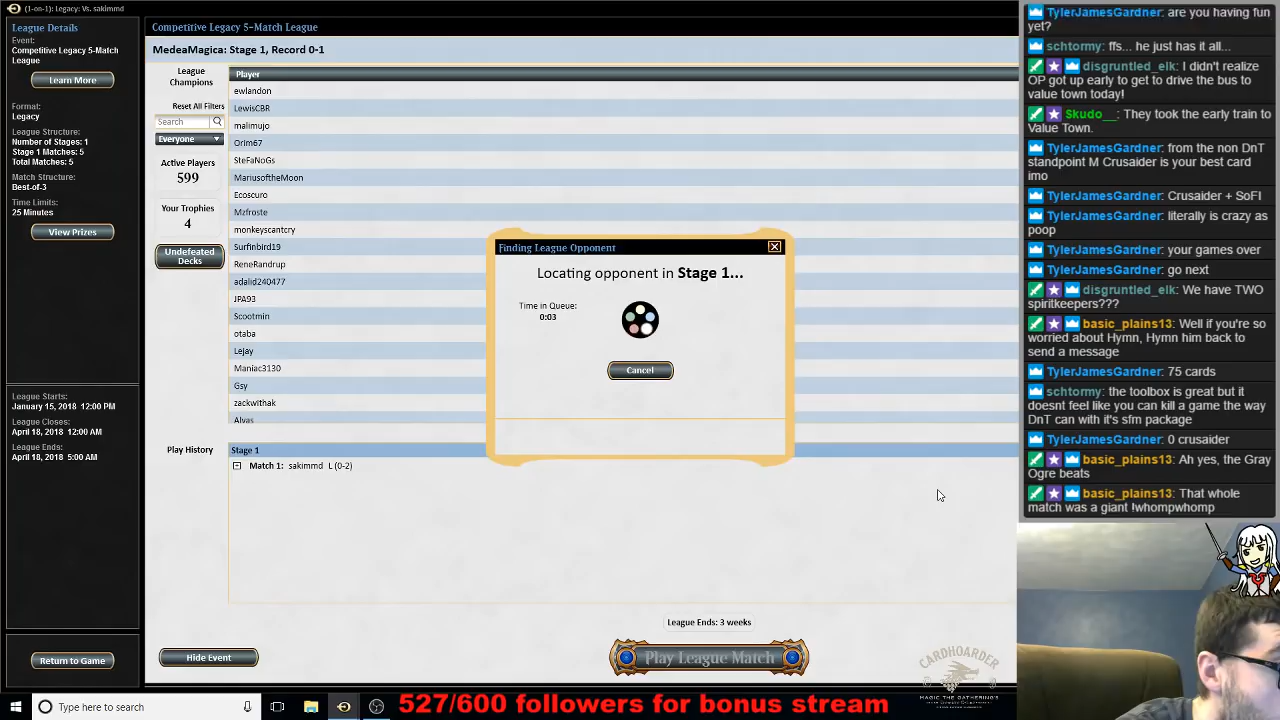 (1-on-1): Legacy: Vs. sakimmd
League Details
Event:
Competitive Legacy 5-Match
League
Learn More
Format:
Legacy
League Structure:
Number of Stages: 1
Stage 1 Matches: 5
Total Matches: 5
Match Structure:
Best-of-3
Time Limits:
25 Minutes
View Prizes
League Starts:
January 15, 2018 12:00 PM
League Closes:
April 18, 2018 12:00 AM
League Ends:
April 18, 2018 5:00 AM
Return to Game
Competitive Legacy 5-Match League
MedeaMagica: Stage 1, Record 0-1
League
Champions
Reset All Filters
Search
Everyone
Active Players
599
Your Trophies
4
Undefeated
Decks
Player
ewlandon
LewisCBR
malimujo
Orim67
SteFaNoGs
MariusoftheMoon
Ecoscuro
Mzfroste
monkeyscantcry
Surfinbird19
ReneRandrup
adalid240477
JPA93
Scootmin
otaba
Lejay
Maniac3130
Gsy
zackwithak
Alvas
Play History
Stage 1
Match 1: sakimmd L (0-2)
Finding League Opponent
Locating opponent in Stage 1...
Time in Queue:
0:03
Cancel
League Ends: 3 weeks
Hide Event
Play League Match
CARDHOARDER
MAGIC THE GATHERING'S
TylerJamesGardner: are you having fun
yet?
schtormy: ffs... he just has it all...
disgruntled_elk: I didn't realize
OP got up early to get to drive the bus to
value town today!
Skudo__: They took the early train to
Value Town.
TylerJamesGardner: from the non DnT
standpoint M Crusaider is your best card
imo
TylerJamesGardner: Crusaider + SoFI
TylerJamesGardner: literally is crazy as
poop
TylerJamesGardner: your games over
TylerJamesGardner: go next
disgruntled_elk: We have TWO
spiritkeepers???
basic_plains13: Well if you're so
worried about Hymn, Hymn him back to
send a message
TylerJamesGardner: 75 cards
schtormy: the toolbox is great but it
doesnt feel like you can kill a game the way
DnT can with it's sfm package
TylerJamesGardner: 0 crusaider
basic_plains13: Ah yes, the Gray
Ogre beats
basic_plains13: That whole
match was a giant !whompwhomp
Type here to search
527/600 followers for bonus stream